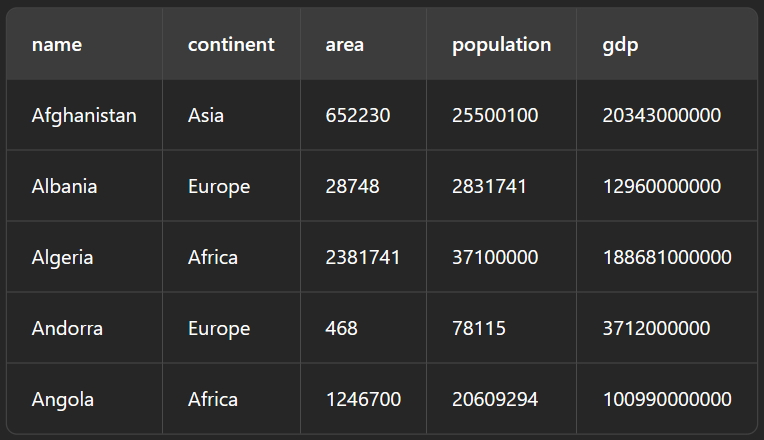 name continent area population gdp
Afghanistan Asia 652230 25500100 20343000000
Albania Europe 28748 2831741 12960000000
Algeria Africa 2381741 37100000 188681000000
Andorra Europe 468 78115 3712000000
Angola Africa 1246700 20609294 100990000000